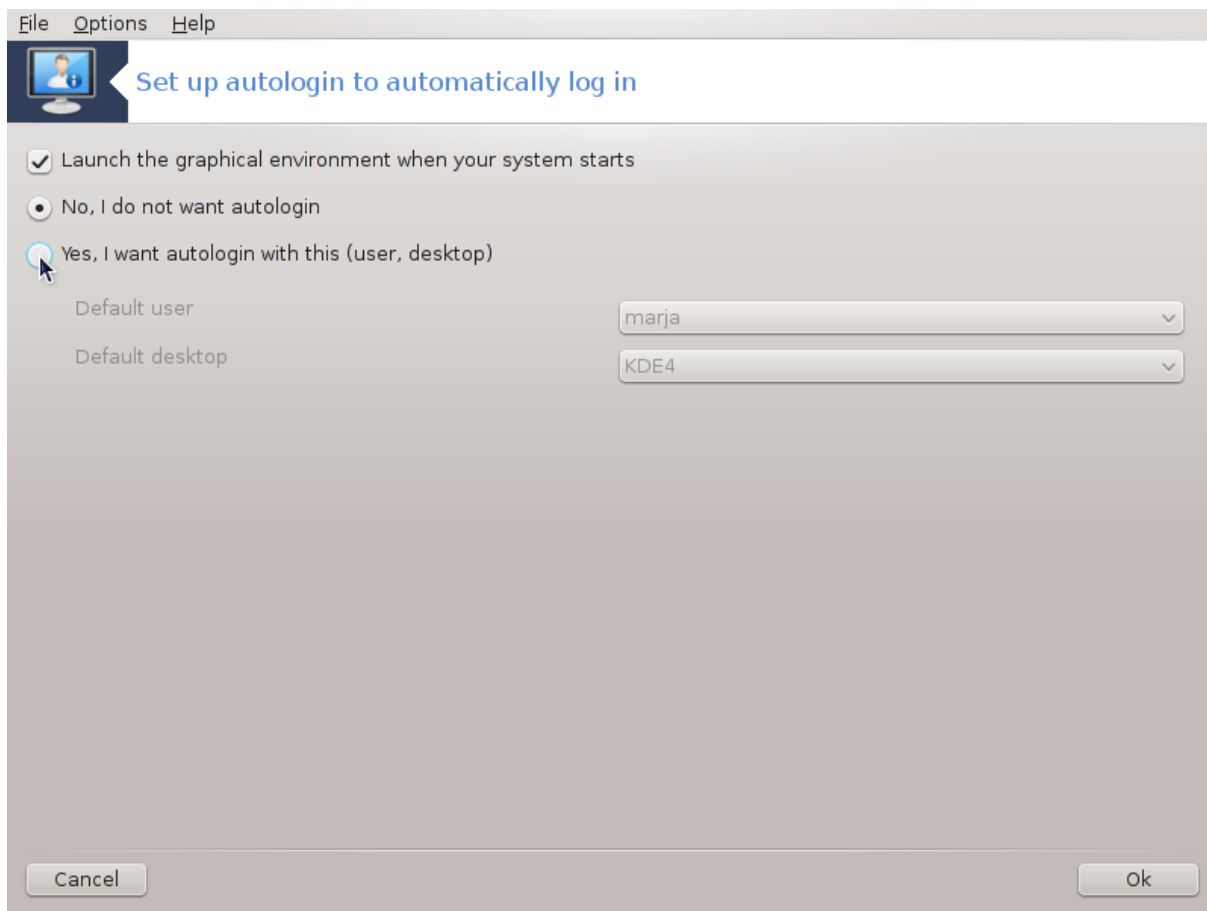 File Options Help
Set up autologin to automatically log in
Launch the graphical environment when your system starts
No, I do not want autologin
Yes, I want autologin with this (user, desktop)
Default user
marja
Default desktop
KDE4
Cancel
Ok